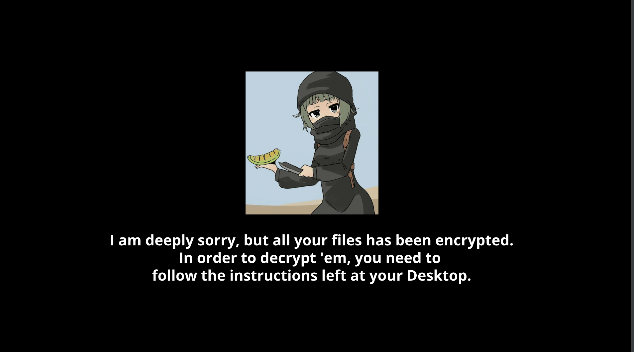 I am deeply sorry, but all your files has been encrypted.
In order to decrypt 'em, you need to
follow the instructions left at your Desktop.